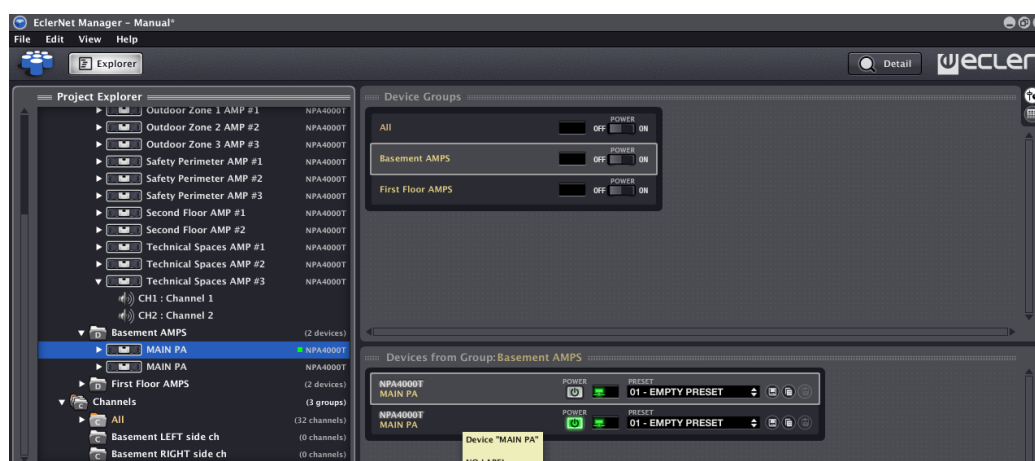 EclerNet Manager – Manual*
File Edit View Help
Explorer
Detail
ecler
Project Explorer
Outdoor Zone 1 AMP #1 NPA4000T
Outdoor Zone 2 AMP #2 NPA4000T
Outdoor Zone 3 AMP #3 NPA4000T
Safety Perimeter AMP #1 NPA4000T
Safety Perimeter AMP #2 NPA4000T
Safety Perimeter AMP #3 NPA4000T
Second Floor AMP #1 NPA4000T
Second Floor AMP #2 NPA4000T
Technical Spaces AMP #1 NPA4000T
Technical Spaces AMP #2 NPA4000T
Technical Spaces AMP #3 NPA4000T
CH1 : Channel 1
CH2 : Channel 2
D Basement AMPS (2 devices)
MAIN PA NPA4000T
MAIN PA NPA4000T
D First Floor AMPS (2 devices)
C Channels (3 groups)
C All (32 channels)
C Basement LEFT side ch (0 channels)
C Basement RIGHT side ch (0 channels)
Device Groups
POWER
All OFF ON
POWER
Basement AMPS OFF ON
POWER
First Floor AMPS OFF ON
Devices from Group: Basement AMPS
NPA4000T POWER PRESET
MAIN PA 01 - EMPTY PRESET
NPA4000T POWER PRESET
MAIN PA 01 - EMPTY PRESET
Device "MAIN PA"
NO LABEL